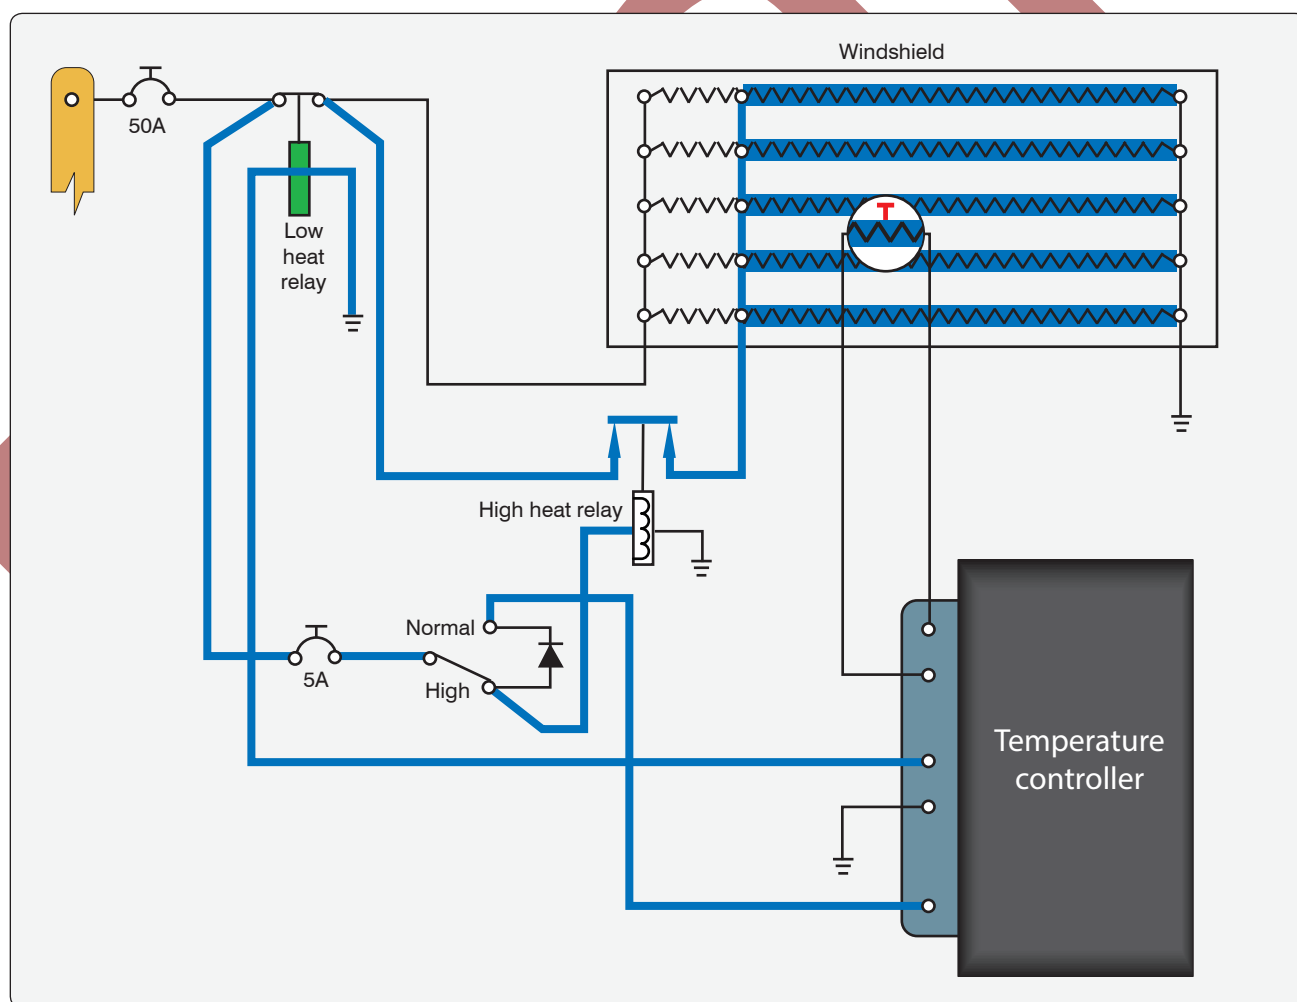 Windshield
50A
Low
heat
relay
T
High heat relay
Normal
5A
High
Temperature
controller